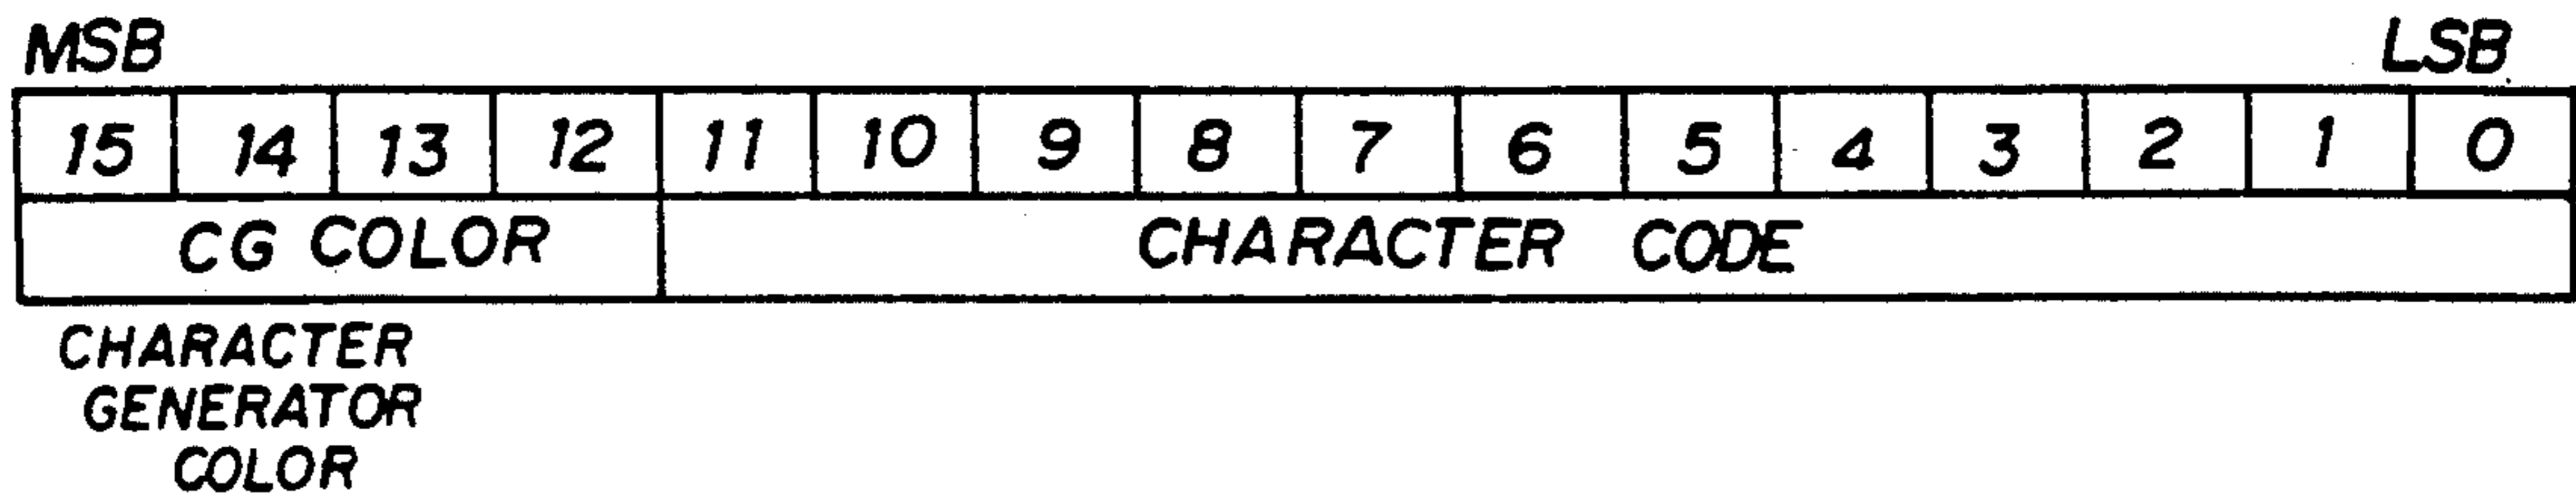 MSB LSB
15 14 13 12 11 10 9 8 7 6 5 4 3 2 1 0
CG COLOR CHARACTER CODE
CHARACTER
GENERATOR
COLOR